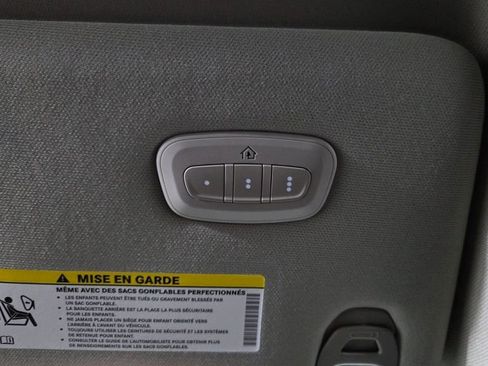 MISE EN GARDE
MÊME AVEC DES SACS GONFLABLES PERFECTIONNÉS
• LES ENFANTS PEUVENT ÊTRE TUÉS OU GRAVEMENT BLESSÉS PAR
UN SAC GONFLABLE.
• LA BANQUETTE ARRIÈRE EST LA PLACE LA PLUS SÉCURITAIRE
POUR LES ENFANTS.
• NE JAMAIS PLACER UN SIÈGE POUR ENFANT ORIENTÉ VERS
L'ARRIÈRE À L'AVANT DU VÉHICULE.
• TOUJOURS UTILISER LES CEINTURES DE SÉCURITÉ ET LES SYSTÈMES
DE RETENUE POUR ENFANT.
• CONSULTER LE GUIDE DE L'AUTOMOBILISTE POUR OBTENIR PLUS
DE RENSEIGNEMENTS SUR LES SACS GONFLABLES.